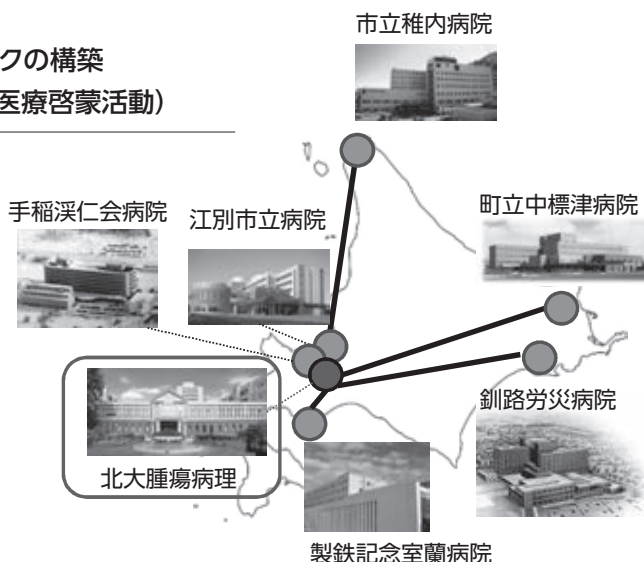 市立稚内病院
クの構築
医療啓蒙活動）
手稲渓仁会病院
江別市立病院
町立中標津病院
釧路労災病院
北大腫瘍病理
製鉄記念室蘭病院